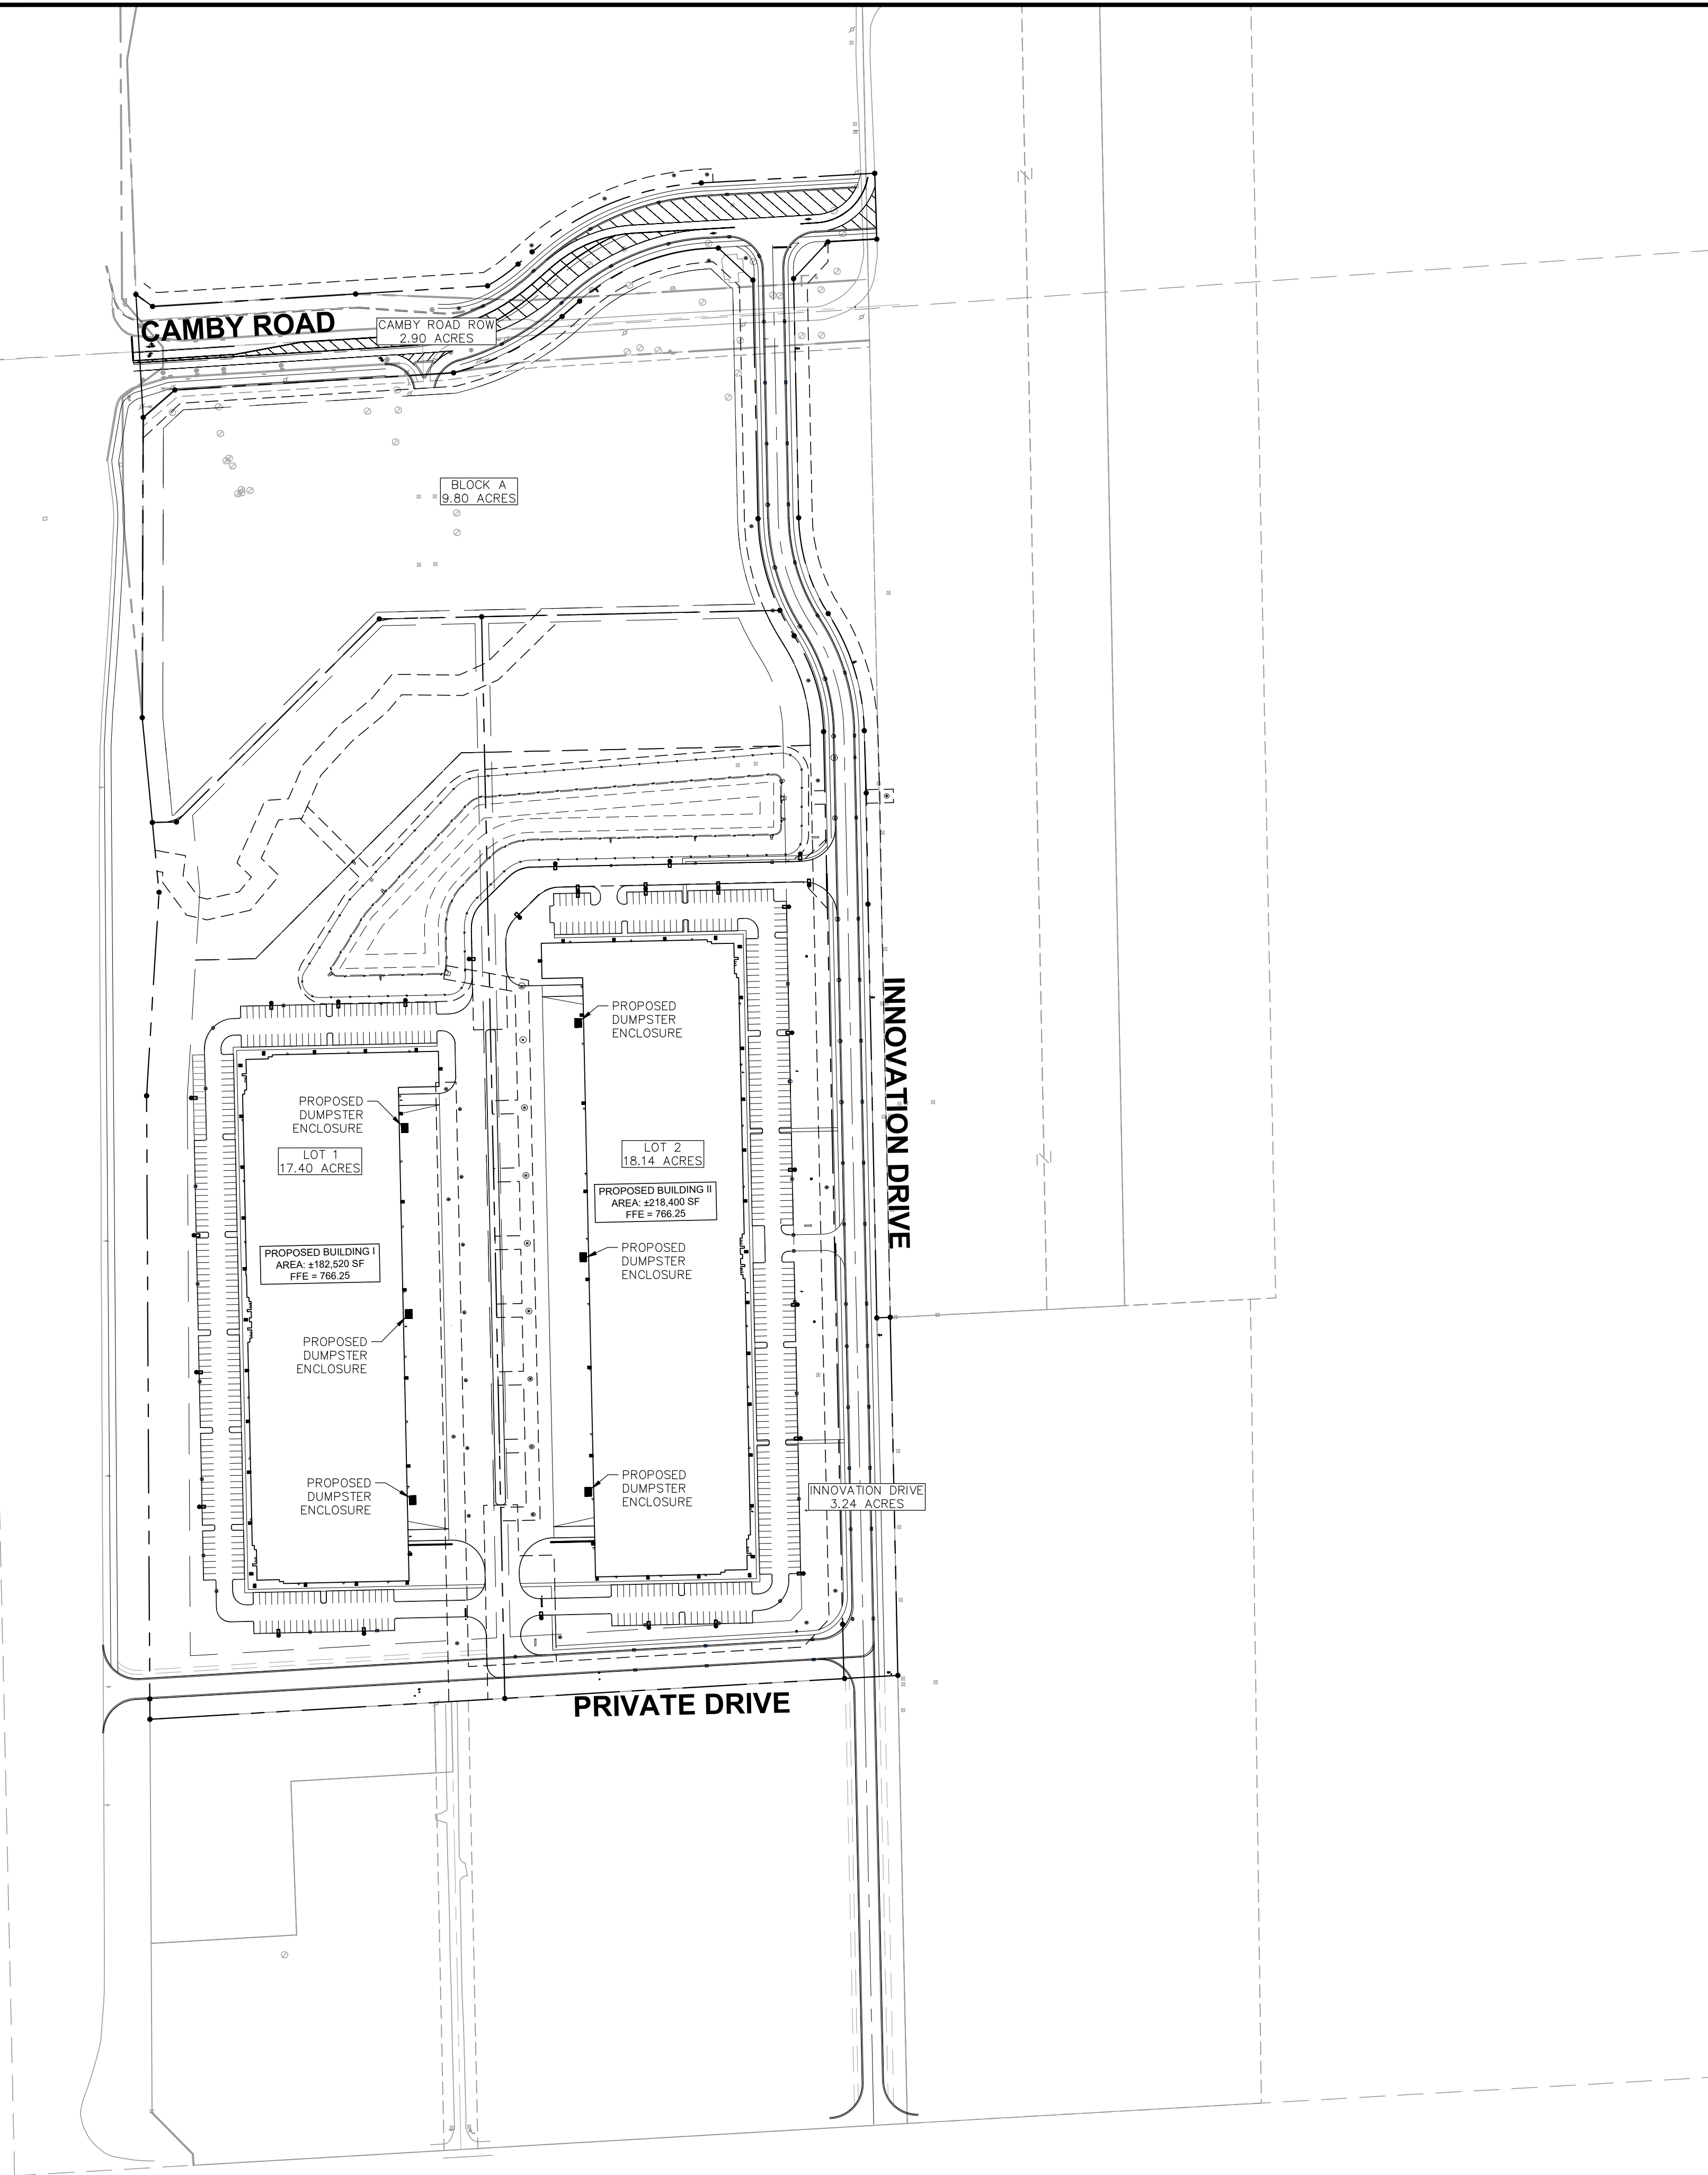 CAMBY ROAD
CAMBY ROAD ROW
2.90 ACRES
BLOCK A
9.80 ACRES
INNOVATION DRIVE
PROPOSED
DUMPSTER
ENCLOSURE
PROPOSED
DUMPSTER
ENCLOSURE
LOT 1
17.40 ACRES
LOT 2
18.14 ACRES
PROPOSED BUILDING II
AREA: ±218,400 SF
FFE = 766.25
PROPOSED BUILDING I
AREA: ±182,520 SF
FFE = 766.25
PROPOSED
DUMPSTER
ENCLOSURE
PROPOSED
DUMPSTER
ENCLOSURE
PROPOSED
DUMPSTER
ENCLOSURE
PROPOSED
DUMPSTER
ENCLOSURE
INNOVATION DRIVE
3.24 ACRES
PRIVATE DRIVE